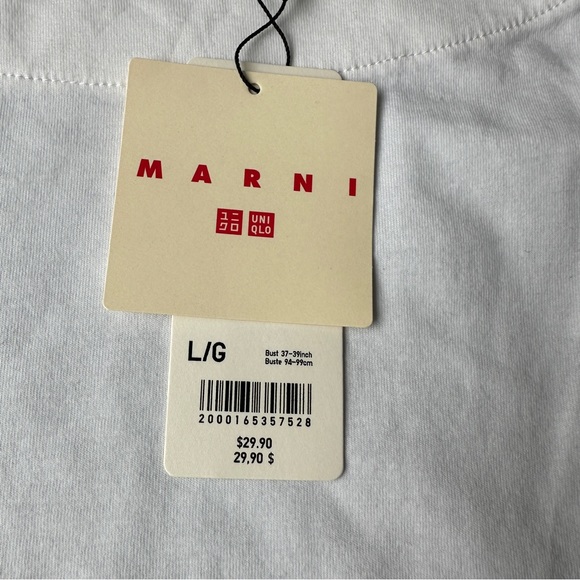 MARNI
ユニ UNI
クロ QLO
L/G Bust 37-39inch
Buste 94-99cm
2000165357528
$29.90
29,90 $